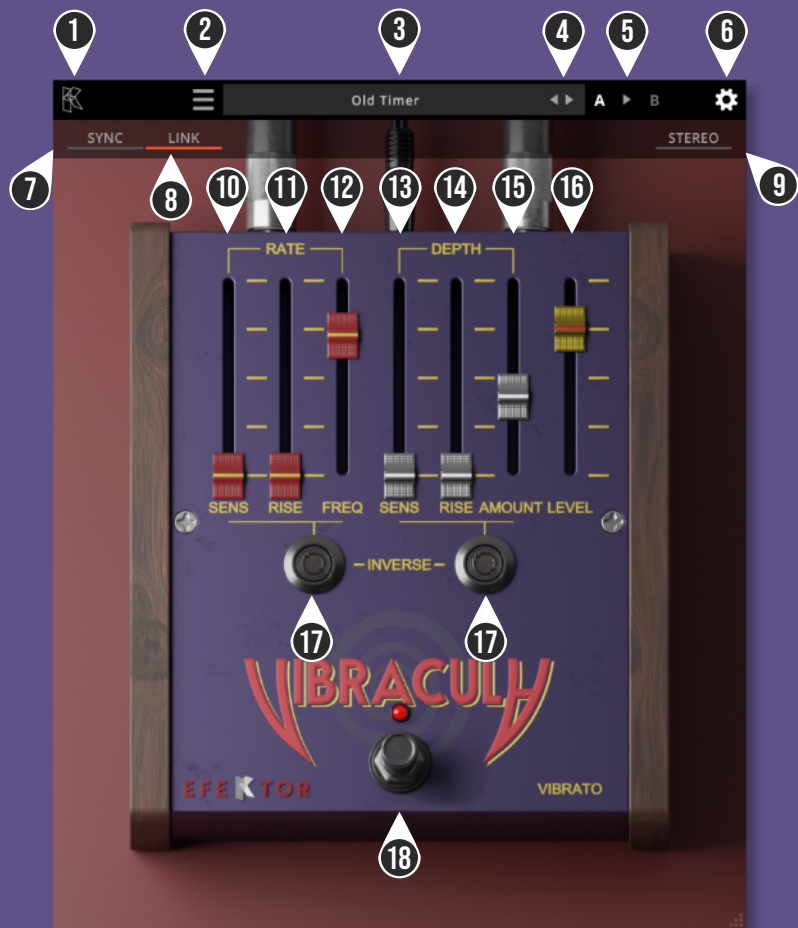 1 2 3 4 5 6
Old Timer A B
SYNC LINK STEREO
7 8 9
10 11 12 13 14 15 16
RATE DEPTH
SENS RISE FREQ SENS RISE AMOUNT LEVEL
INVERSE
17 17
VIBRACULA
EFEKTOR VIBRATO
18